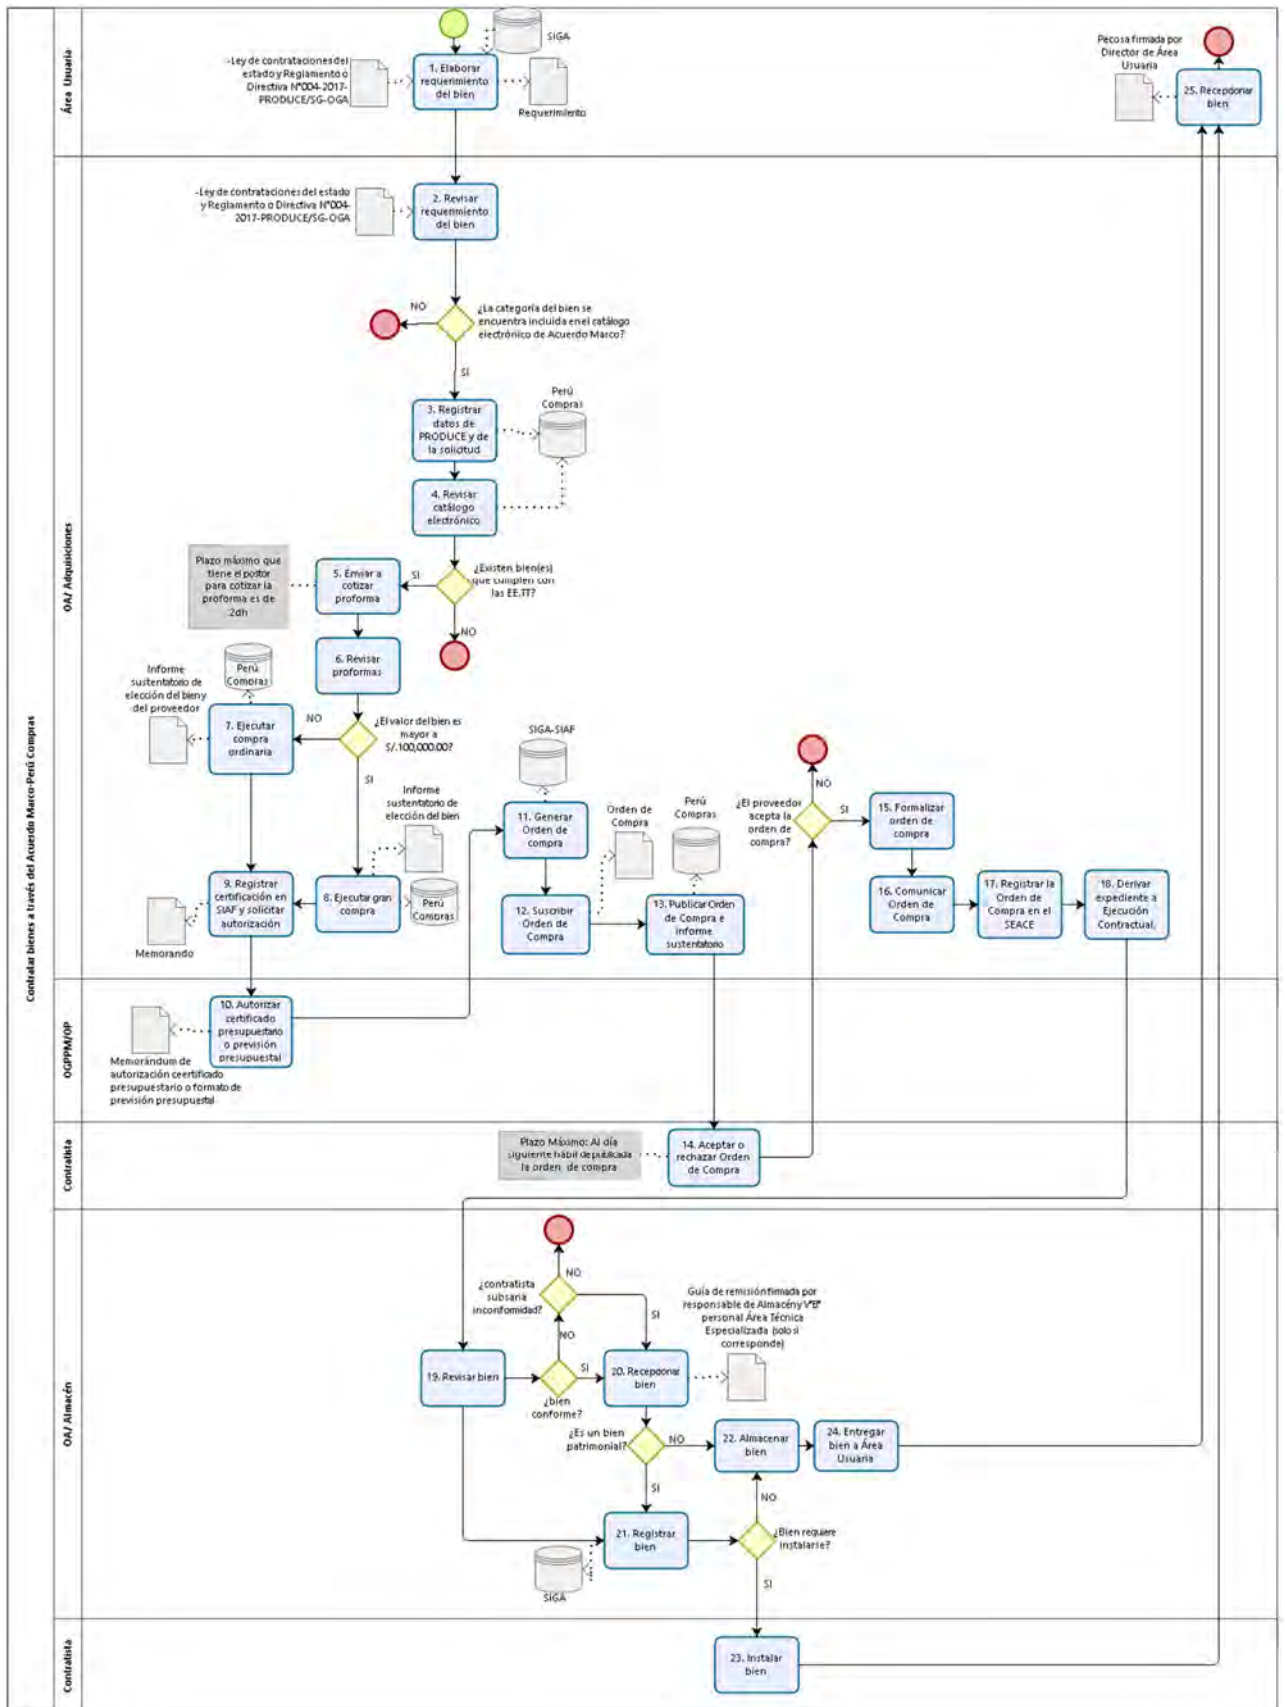 Contratar bienes a través del Acuerdo Marco-Perú Compras
Área Usuaria
SIGA
-Ley de contrataciones del
estado y Reglamento o
Directiva N°004-2017-
PRODUCE/SG-OGA
1. Elaborar
requerimiento
del bien
Requerimiento
Pecosa firmada por
Director de Área
Usuaria
25. Recepcionar
bien
OA/ Adquisiciones
-Ley de contrataciones del estado
y Reglamento o Directiva N°004-
2017-PRODUCE/SG-OGA
2. Revisar
requerimiento
del bien
NO
¿La categoría del bien se
encuentra incluida en el catálogo
electrónico de Acuerdo Marco?
SI
3. Registrar
datos de
PRODUCE y de
la solicitud
Perú
Compras
4. Revisar
catálogo
electrónico
Plazo máximo que
tiene el postor
para cotizar la
proforma es de
2dh
5. Enviar a
cotizar
proforma
SI
¿Existen bien(es)
que cumplen con
las EE.TT?
NO
6. Revisar
proformas
Informe
sustentatorio de
elección del bien y
del proveedor
Perú
Compras
7. Ejecutar
compra
ordinaria
NO
¿El valor del bien es
mayor a
S/.100,000.00?
SI
Informe
sustentatorio de
elección del bien
9. Registrar
certificación en
SIAF y solicitar
autorización
8. Ejecutar gran
compra
Perú
Compras
Memorando
SIGA-SIAF
11. Generar
Orden de
compra
Orden de
Compra
Perú
Compras
12. Suscribir
Orden de
Compra
13. Publicar Orden
de Compra e
informe
sustentatorio
NO
¿El proveedor
acepta la
orden de
compra?
SI
15. Formalizar
orden de
compra
16. Comunicar
Orden de
Compra
17. Registrar la
Orden de
Compra en el
SEACE
18. Derivar
expediente a
Ejecución
Contractual,
OGPPM/OP
10. Autorizar
certificado
presupuestario
o previsión
presupuestal
Memorándum de
autorización ceertificado
presupuestario o formato de
previsión presupuestal
Contratista
Plazo Máximo: Al día
siguiente hábil de publicada
la orden de compra
14. Aceptar o
rechazar Orden
de Compra
OA/ Almacén
¿contratista
subsana
inconformidad?
NO
SI
NO
Guía de remisión firmada por
responsable de Almacén y V°B°
personal Área Técnica
Especializada (solo si
corresponde)
19. Revisar bien
SI
¿bien
conforme?
20. Recepcionar
bien
¿Es un bien
patrimonial?
NO
22. Almacenar
bien
24. Entregar
bien a Área
Usuaria
SI
NO
21. Registrar
bien
¿Bien requiere
instalarse?
SIGA
SI
Contratista
23. Instalar
bien